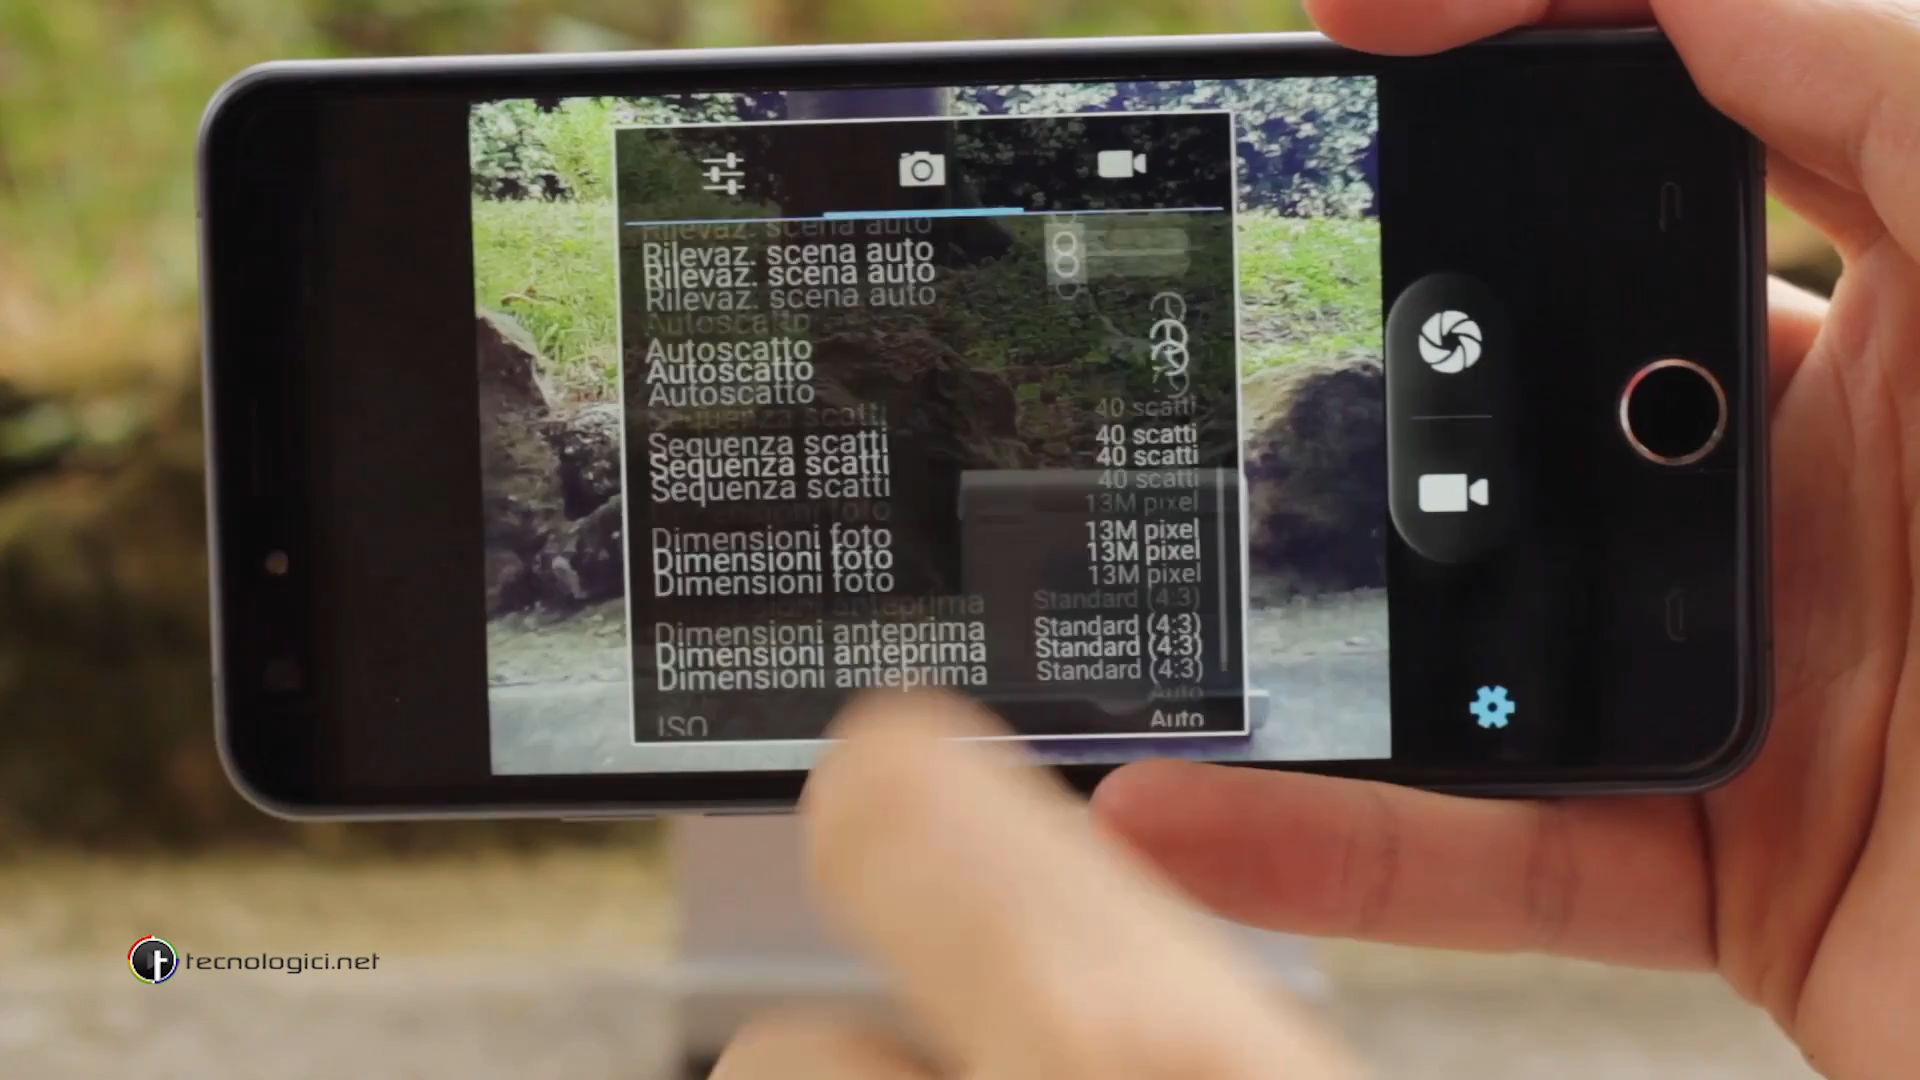 Rilevaz. scena auto
Autoscatto
Sequenza scatti 40 scatti
Dimensioni foto 13M pixel
Dimensioni anteprima Standard (4:3)
ISO Auto
tecnologici.net